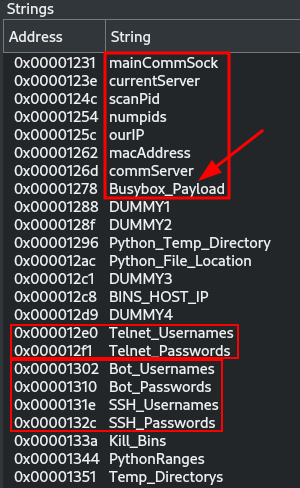 Strings
Address String
0x00001231 mainCommSock
0x0000123e currentServer
0x0000124c scanPid
0x00001254 numpids
0x0000125c ourIP
0x00001262 macAddress
0x0000126d commServer
0x00001278 Busybox_Payload
0x00001288 DUMMY1
0x0000128f DUMMY2
0x00001296 Python_Temp_Directory
0x000012ac Python_File_Location
0x000012c1 DUMMY3
0x000012c8 BINS_HOST_IP
0x000012d9 DUMMY4
0x000012e0 Telnet_Usernames
0x000012f1 Telnet_Passwords
0x00001302 Bot_Usernames
0x00001310 Bot_Passwords
0x0000131e SSH_Usernames
0x0000132c SSH_Passwords
0x0000133a Kill_Bins
0x00001344 PythonRanges
0x00001351 Temp_Directorys